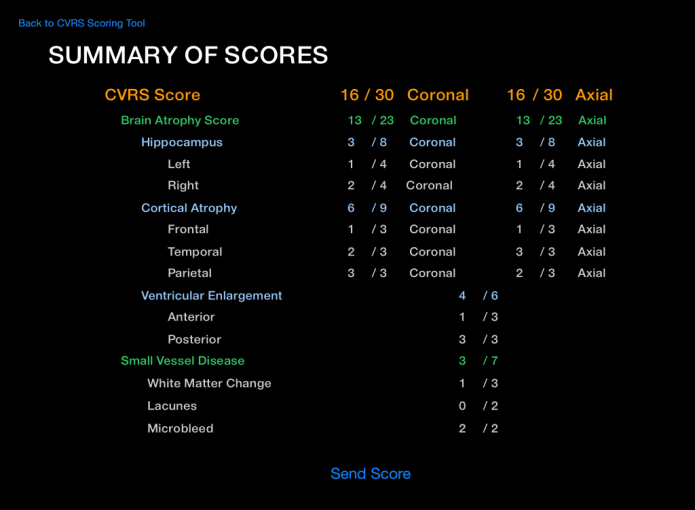 Back to CVRS Scoring Tool
SUMMARY OF SCORES
CVRS Score 16 / 30 Coronal 16 / 30 Axial
Brain Atrophy Score 13 / 23 Coronal 13 / 23 Axial
Hippocampus 3 / 8 Coronal 3 / 8 Axial
Left 1 / 4 Coronal 1 / 4 Axial
Right 2 / 4 Coronal 2 / 4 Axial
Cortical Atrophy 6 / 9 Coronal 6 / 9 Axial
Frontal 1 / 3 Coronal 1 / 3 Axial
Temporal 2 / 3 Coronal 3 / 3 Axial
Parietal 3 / 3 Coronal 2 / 3 Axial
Ventricular Enlargement 4 / 6
Anterior 1 / 3
Posterior 3 / 3
Small Vessel Disease 3 / 7
White Matter Change 1 / 3
Lacunes 0 / 2
Microbleed 2 / 2
Send Score